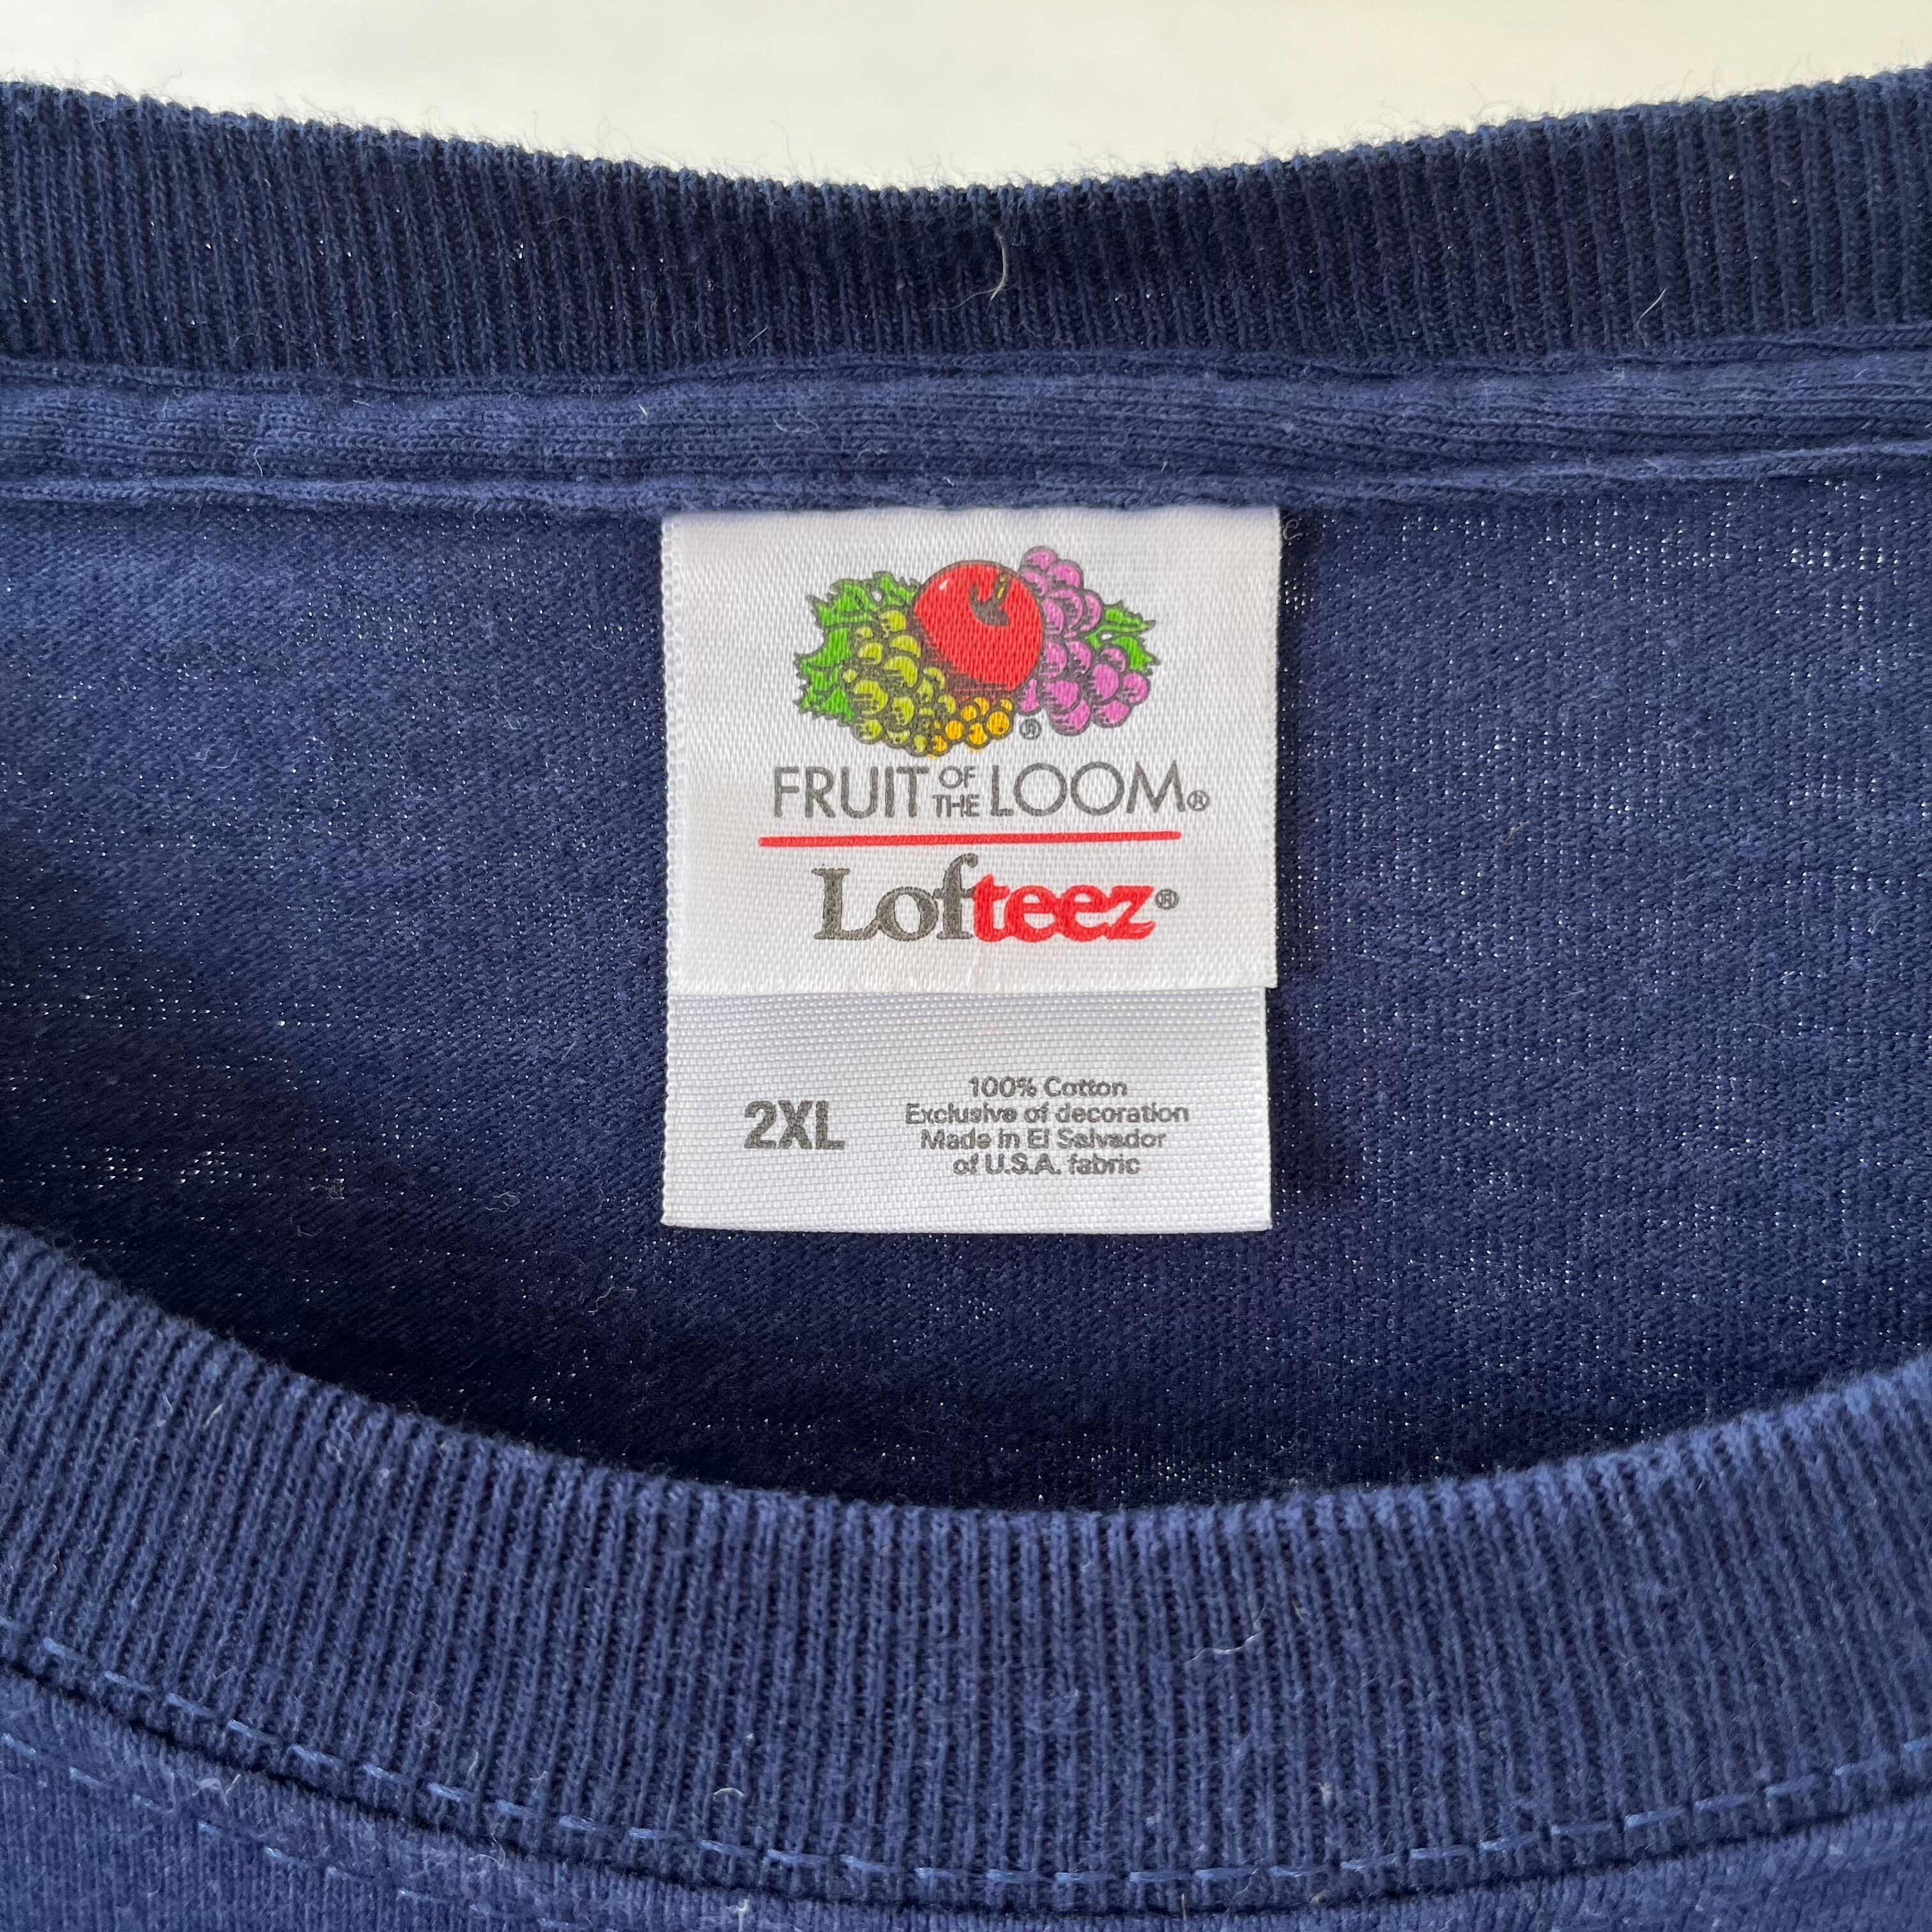 ®
FRUIT OF THE LOOM®
Lofteez®
2XL
100% Cotton
Exclusive of decoration
Made in El Salvador
of U.S.A. fabric